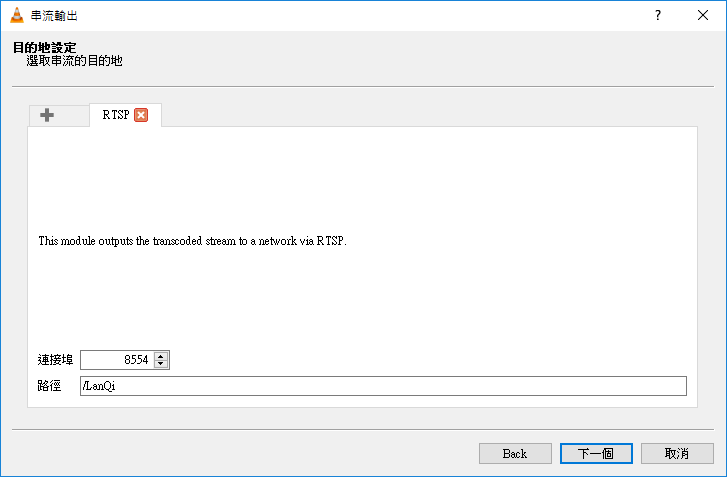 串流輸出
目的地設定
選取串流的目的地
RTSP
This module outputs the transcoded stream to a network via RTSP.
連接埠 8554
路徑 /LanQi
Back 下一個 取消